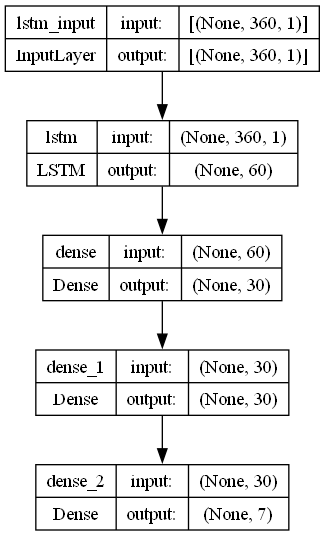 lstm_input input: [(None, 360, 1)]
InputLayer output: [(None, 360, 1)]
lstm input: (None, 360, 1)
LSTM output: (None, 60)
dense input: (None, 60)
Dense output: (None, 30)
dense_1 input: (None, 30)
Dense output: (None, 30)
dense_2 input: (None, 30)
Dense output: (None, 7)